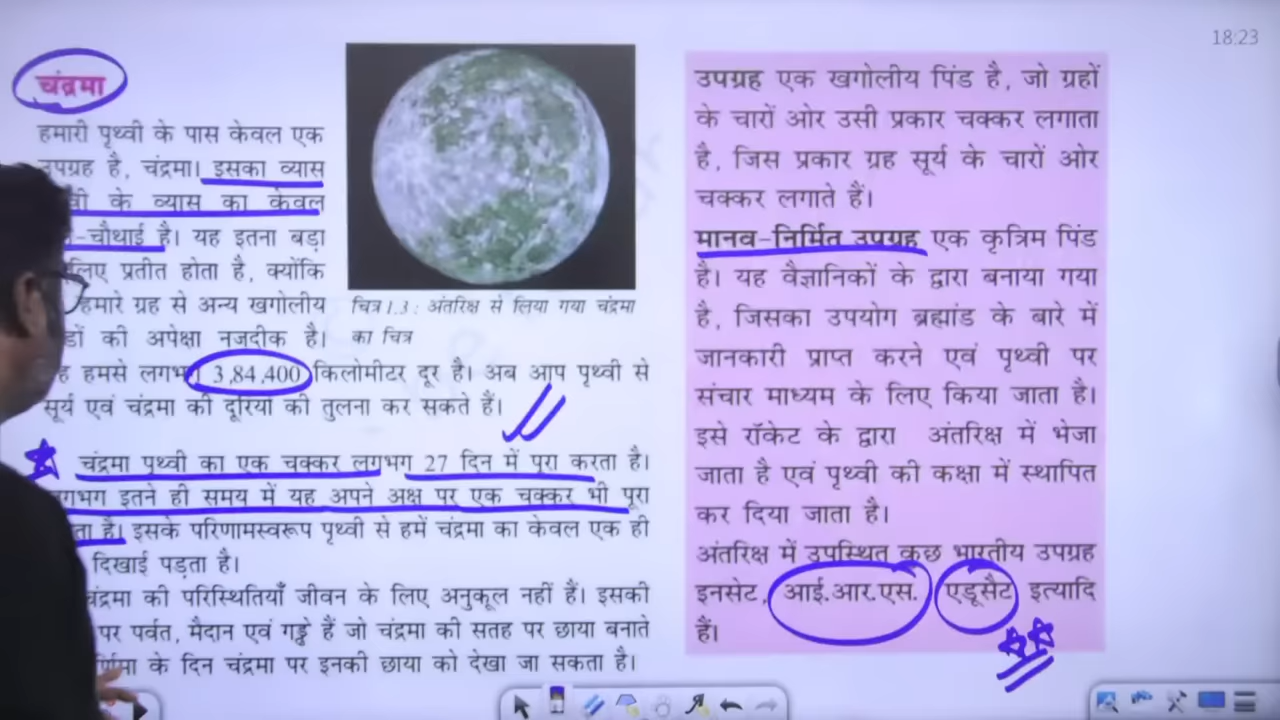 18:23
चंद्रमा
हमारी पृथ्वी के पास केवल एक
उपग्रह है, चंद्रमा। इसका व्यास
के व्यास का केवल
-चौथाई है। यह इतना बड़ा
लिए प्रतीत होता है, क्योंकि
हमारे ग्रह से अन्य खगोलीय
की अपेक्षा नजदीक है।
हमसे लगभग 3,84,400 किलोमीटर दूर है। अब आप पृथ्वी से
सूर्य एवं चंद्रमा की दूरियों की तुलना कर सकते हैं।
चंद्रमा पृथ्वी का एक चक्कर लगभग 27 दिन में पूरा करता है।
इतने ही समय में यह अपने अक्ष पर एक चक्कर भी पूरा
है। इसके परिणामस्वरूप पृथ्वी से हमें चंद्रमा का केवल एक ही
दिखाई पड़ता है।
चंद्रमा की परिस्थितियाँ जीवन के लिए अनुकूल नहीं हैं। इसकी
पर पर्वत, मैदान एवं गड्ढे हैं जो चंद्रमा की सतह पर छाया बनाते
के दिन चंद्रमा पर इनकी छाया को देखा जा सकता है।
चित्र 1.3 : अंतरिक्ष से लिया गया चंद्रमा
का चित्र
उपग्रह एक खगोलीय पिंड है, जो ग्रहों
के चारों ओर उसी प्रकार चक्कर लगाता
है, जिस प्रकार ग्रह सूर्य के चारों ओर
चक्कर लगाते हैं।
मानव-निर्मित उपग्रह एक कृत्रिम पिंड
है। यह वैज्ञानिकों के द्वारा बनाया गया
है, जिसका उपयोग ब्रह्मांड के बारे में
जानकारी प्राप्त करने एवं पृथ्वी पर
संचार माध्यम के लिए किया जाता है।
इसे रॉकेट के द्वारा अंतरिक्ष में भेजा
जाता है एवं पृथ्वी की कक्षा में स्थापित
कर दिया जाता है।
अंतरिक्ष में उपस्थित कुछ भारतीय उपग्रह
इनसेट, आई.आर.एस. एडूसैट इत्यादि
हैं।